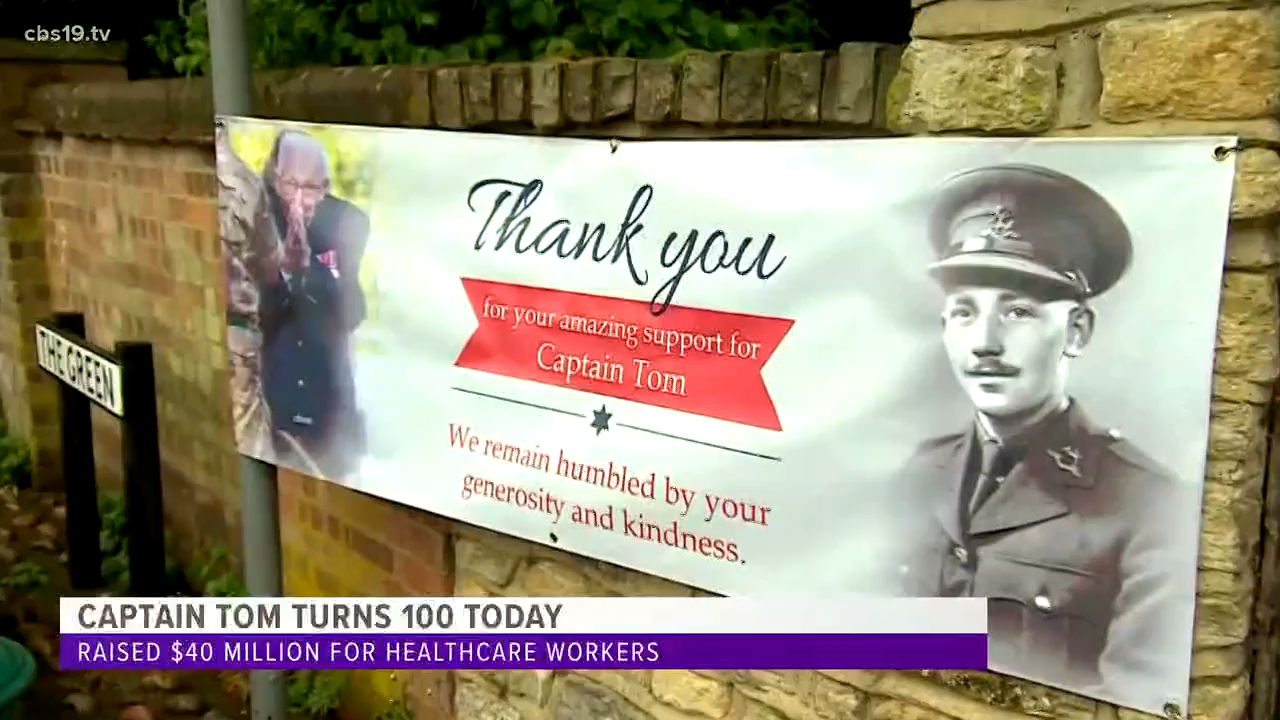 cbs19.tv
Thank you
for your amazing support for
Captain Tom
We remain humbled by your
generosity and kindness.
THE GREEN
CAPTAIN TOM TURNS 100 TODAY
RAISED $40 MILLION FOR HEALTHCARE WORKERS